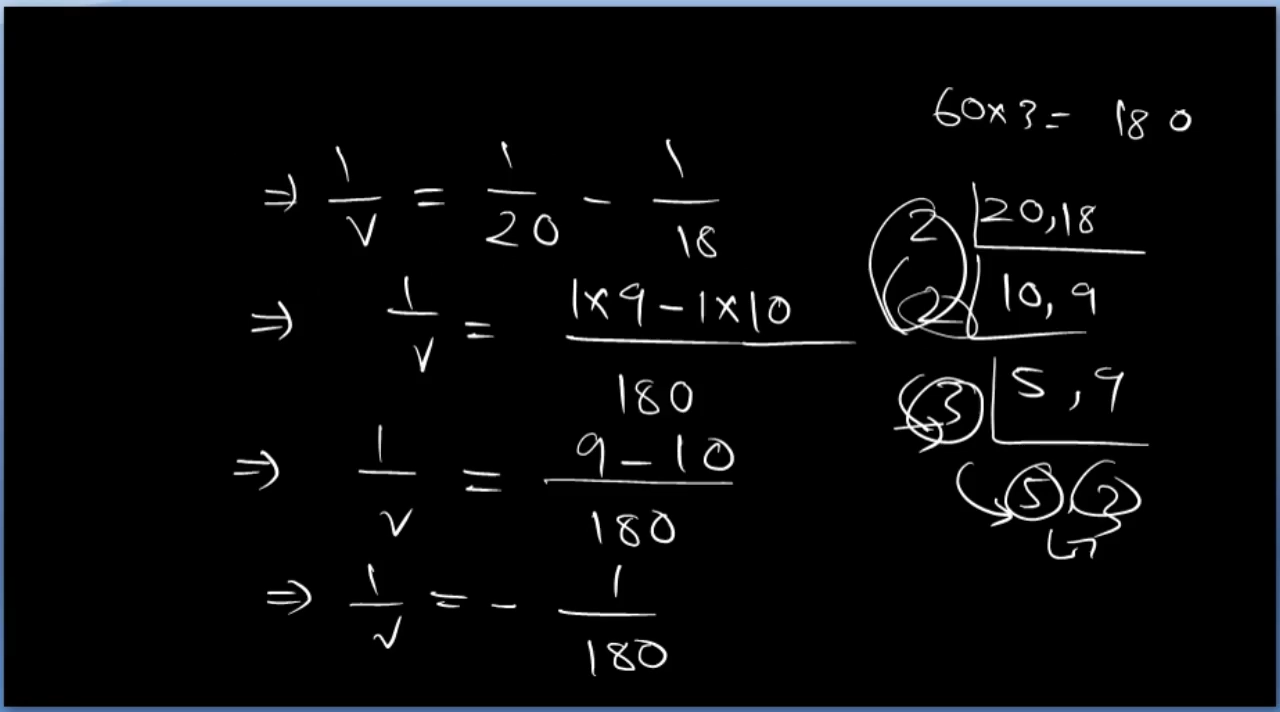 60×3= 180
⇒ 1/v = 1/20 - 1/18
⇒ 1/v = (1×9-1×10)/180
⇒ 1/v = (9-10)/180
⇒ 1/v = - 1/180
2 | 20,18
2 | 10, 9
3 | 5, 9
5, 3